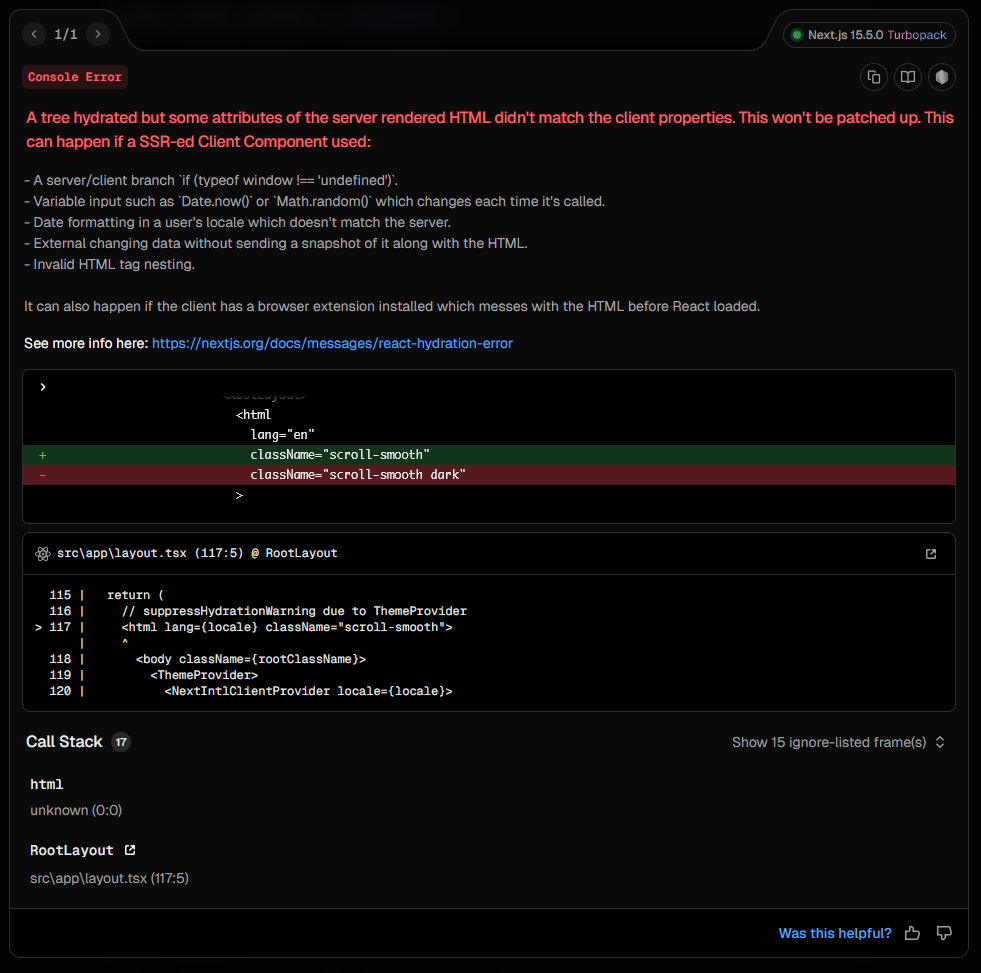 1/1
Next.js 15.5.0 Turbopack
Console Error
A tree hydrated but some attributes of the server rendered HTML didn't match the client properties. This won't be patched up. This
can happen if a SSR-ed Client Component used:
- A server/client branch `if (typeof window !== 'undefined')`.
- Variable input such as `Date.now()` or `Math.random()` which changes each time it's called.
- Date formatting in a user's locale which doesn't match the server.
- External changing data without sending a snapshot of it along with the HTML.
- Invalid HTML tag nesting.
It can also happen if the client has a browser extension installed which messes with the HTML before React loaded.
See more info here: https://nextjs.org/docs/messages/react-hydration-error
<RootLayout>
<html
lang="en"
+ className="scroll-smooth"
- className="scroll-smooth dark"
>
src\app\layout.tsx (117:5) @ RootLayout
115 | return (
116 | // suppressHydrationWarning due to ThemeProvider
> 117 | <html lang={locale} className="scroll-smooth">
| ^
118 | <body className={rootClassName}>
119 | <ThemeProvider>
120 | <NextIntlClientProvider locale={locale}>
Call Stack 17
Show 15 ignore-listed frame(s)
html
unknown (0:0)
RootLayout
src\app\layout.tsx (117:5)
Was this helpful?